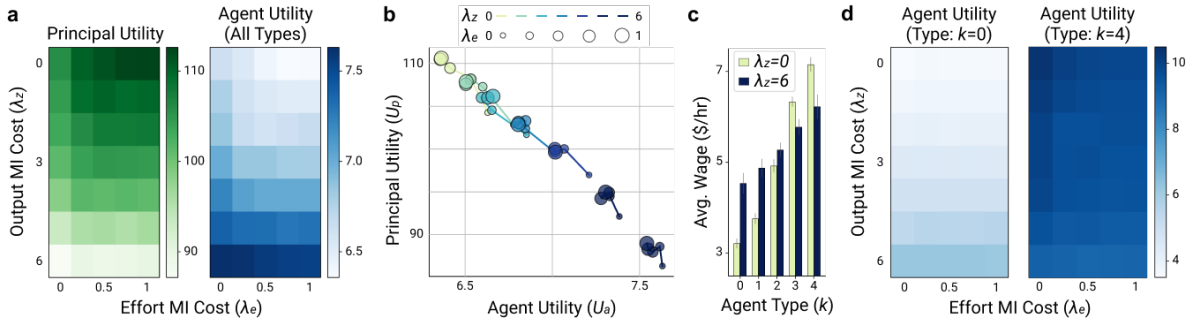 a
Principal Utility
Agent Utility
(All Types)
Output MI Cost (λz)
0
3
6
0
1
0
1
Effort MI Cost (λe)
110
100
90
7.5
7.0
6.5
b
λz 0 6
λe 0 1
Principal Utility (Up)
110
90
6.5
7.5
Agent Utility (Ua)
c
λz=0
λz=6
Avg. Wage ($/hr)
7
5
3
0 1 2 3 4
Agent Type (k)
d
Agent Utility
(Type: k=0)
Agent Utility
(Type: k=4)
Output MI Cost (λz)
0
3
6
0
1
0
1
Effort MI Cost (λe)
10
8
6
4